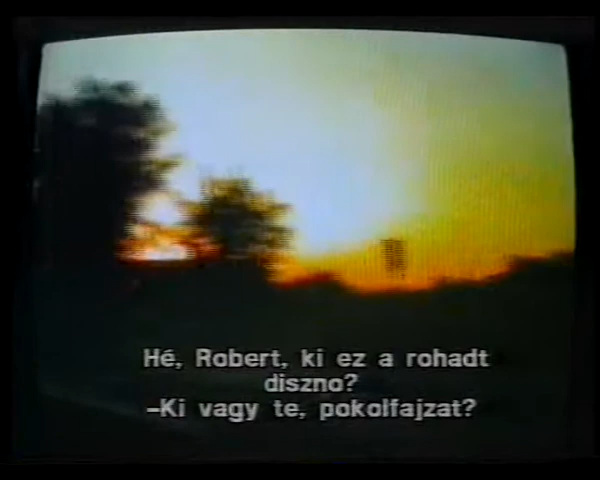 Hé, Robert, ki ez a rohadt
diszno?
-Ki vagy te, pokolfajzat?